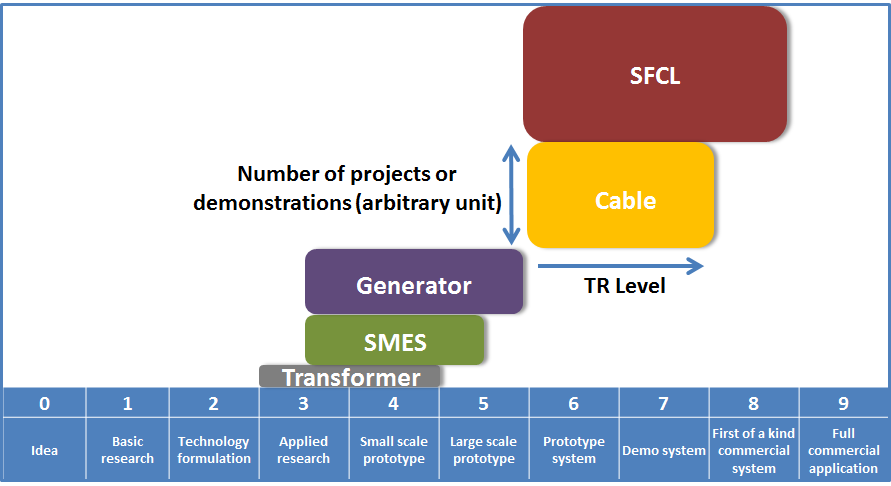 SFCL
Number of projects or
demonstrations (arbitrary unit)
Cable
Generator
TR Level
SMES
Transformer
0 1 2 3 4 5 6 7 8 9
Idea
Basic
research
Technology
formulation
Applied
research
Small scale
prototype
Large scale
prototype
Prototype
system
Demo system
First of a kind
commercial
system
Full
commercial
application